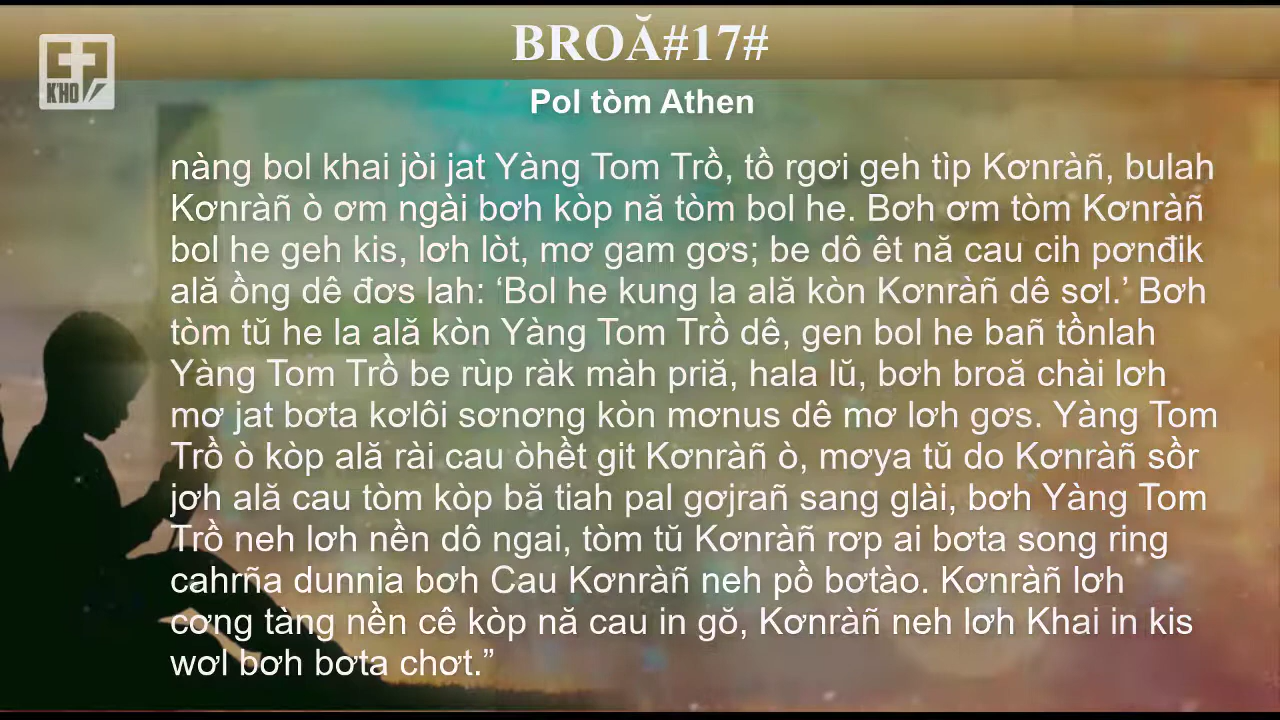 BROĂ#17#
K'HO
Pol tòm Athen
nàng bol khai jòi jat Yàng Tom Trồ, tồ rgơi geh tìp Kơnràñ, bulah
Kơnràñ ò ơm ngài bơh kòp nă tòm bol he. Bơh ơm tòm Kơnràñ
bol he geh kis, lơh lòt, mơ gam gơs; be dô êt nă cau cih pơnđik
ală ồng dê đơs lah: ‘Bol he kung la ală kòn Kơnràñ dê sơl.’ Bơh
tòm tŭ he la ală kòn Yàng Tom Trồ dê, gen bol he bañ tồnlah
Yàng Tom Trồ be rùp ràk màh priă, hala lŭ, bơh broă chài lơh
mơ jat bơta kơlôi sơnơng kòn mơnus dê mơ lơh gơs. Yàng Tom
Trồ ò kòp ală rài cau òhềt git Kơnràñ ò, mơya tŭ do Kơnràñ sồr
jơh ală cau tòm kòp bă tiah pal gơjrañ sang glài, bơh Yàng Tom
Trồ neh lơh nền dô ngai, tòm tŭ Kơnràñ rơp ai bơta song ring
cahrña dunnia bơh Cau Kơnràñ neh pồ bơtào. Kơnràñ lơh
cơng tàng nền cê kòp nă cau in gŏ, Kơnràñ neh lơh Khai in kis
wơl bơh bơta chơt.”